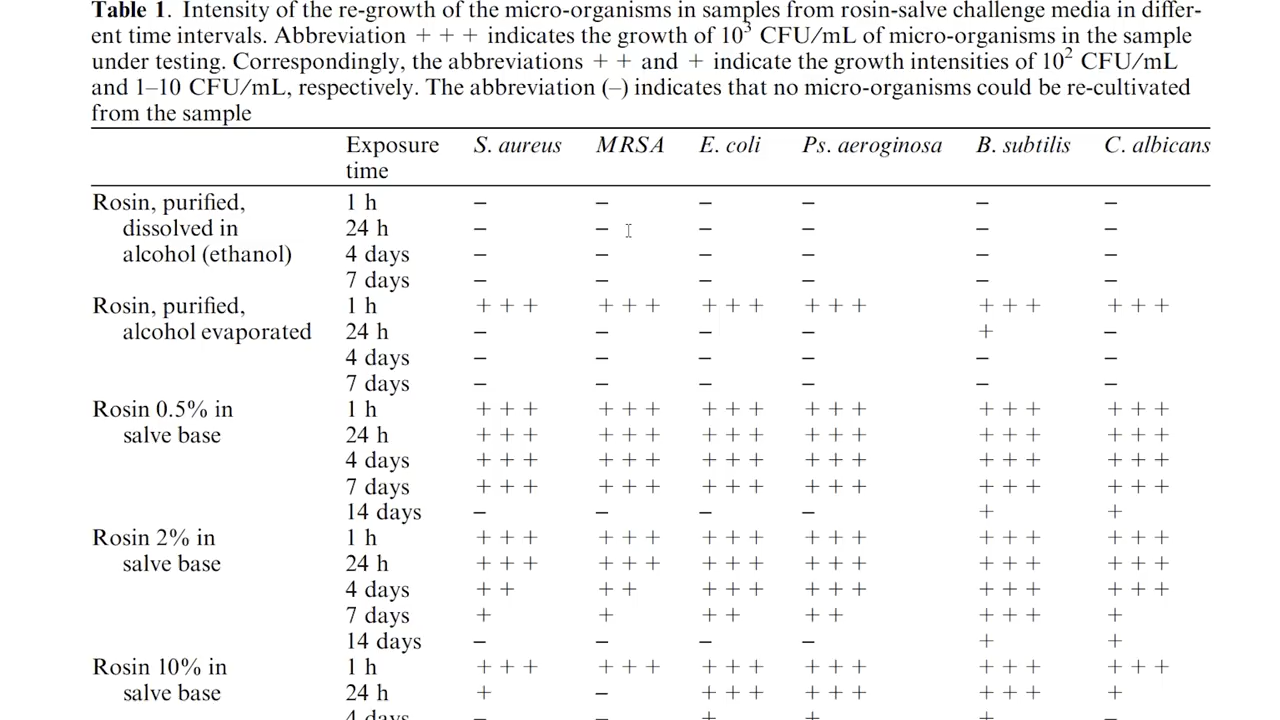 Table 1. Intensity of the re-growth of the micro-organisms in samples from rosin-salve challenge media in differ-
ent time intervals. Abbreviation + + + indicates the growth of 10³ CFU/mL of micro-organisms in the sample
under testing. Correspondingly, the abbreviations + + and + indicate the growth intensities of 10² CFU/mL
and 1–10 CFU/mL, respectively. The abbreviation (–) indicates that no micro-organisms could be re-cultivated
from the sample
Exposure time S. aureus MRSA E. coli Ps. aeroginosa B. subtilis C. albicans
Rosin, purified, 1 h – – – – – –
dissolved in 24 h – – – – – –
alcohol (ethanol) 4 days – – – – – –
7 days – – – – – –
Rosin, purified, 1 h + + + + + + + + + + + + + + + + + +
alcohol evaporated 24 h – – – – + –
4 days – – – – – –
7 days – – – – – –
Rosin 0.5% in 1 h + + + + + + + + + + + + + + + + + +
salve base 24 h + + + + + + + + + + + + + + + + + +
4 days + + + + + + + + + + + + + + + + + +
7 days + + + + + + + + + + + + + + + + + +
14 days – – – – + +
Rosin 2% in 1 h + + + + + + + + + + + + + + + + + +
salve base 24 h + + + + + + + + + + + + + + + + + +
4 days + + + + + + + + + + + + + + + +
7 days + + + + + + + + + +
14 days – – – – + +
Rosin 10% in 1 h + + + + + + + + + + + + + + + + + +
salve base 24 h + – + + + + + + + + + +
4 days – – + + + –